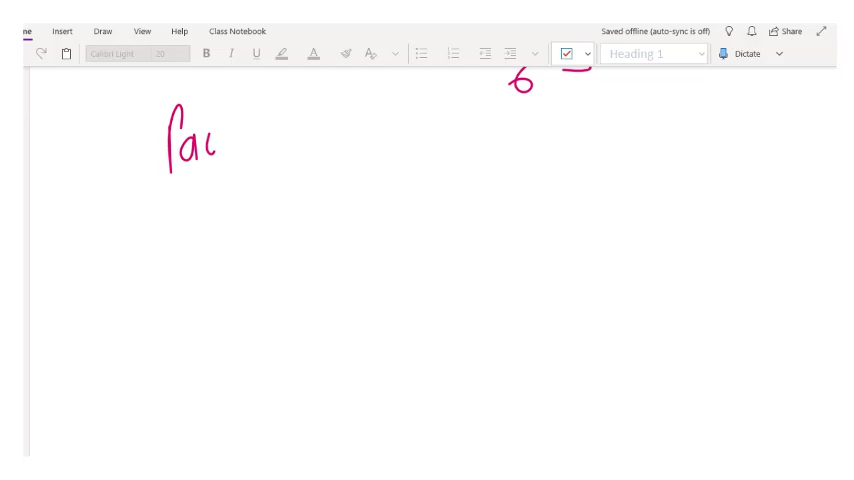 ne Insert Draw View Help Class Notebook Saved offline (auto-sync is off) Share
Calibri Light 20 B I U A Heading 1 Dictate
6